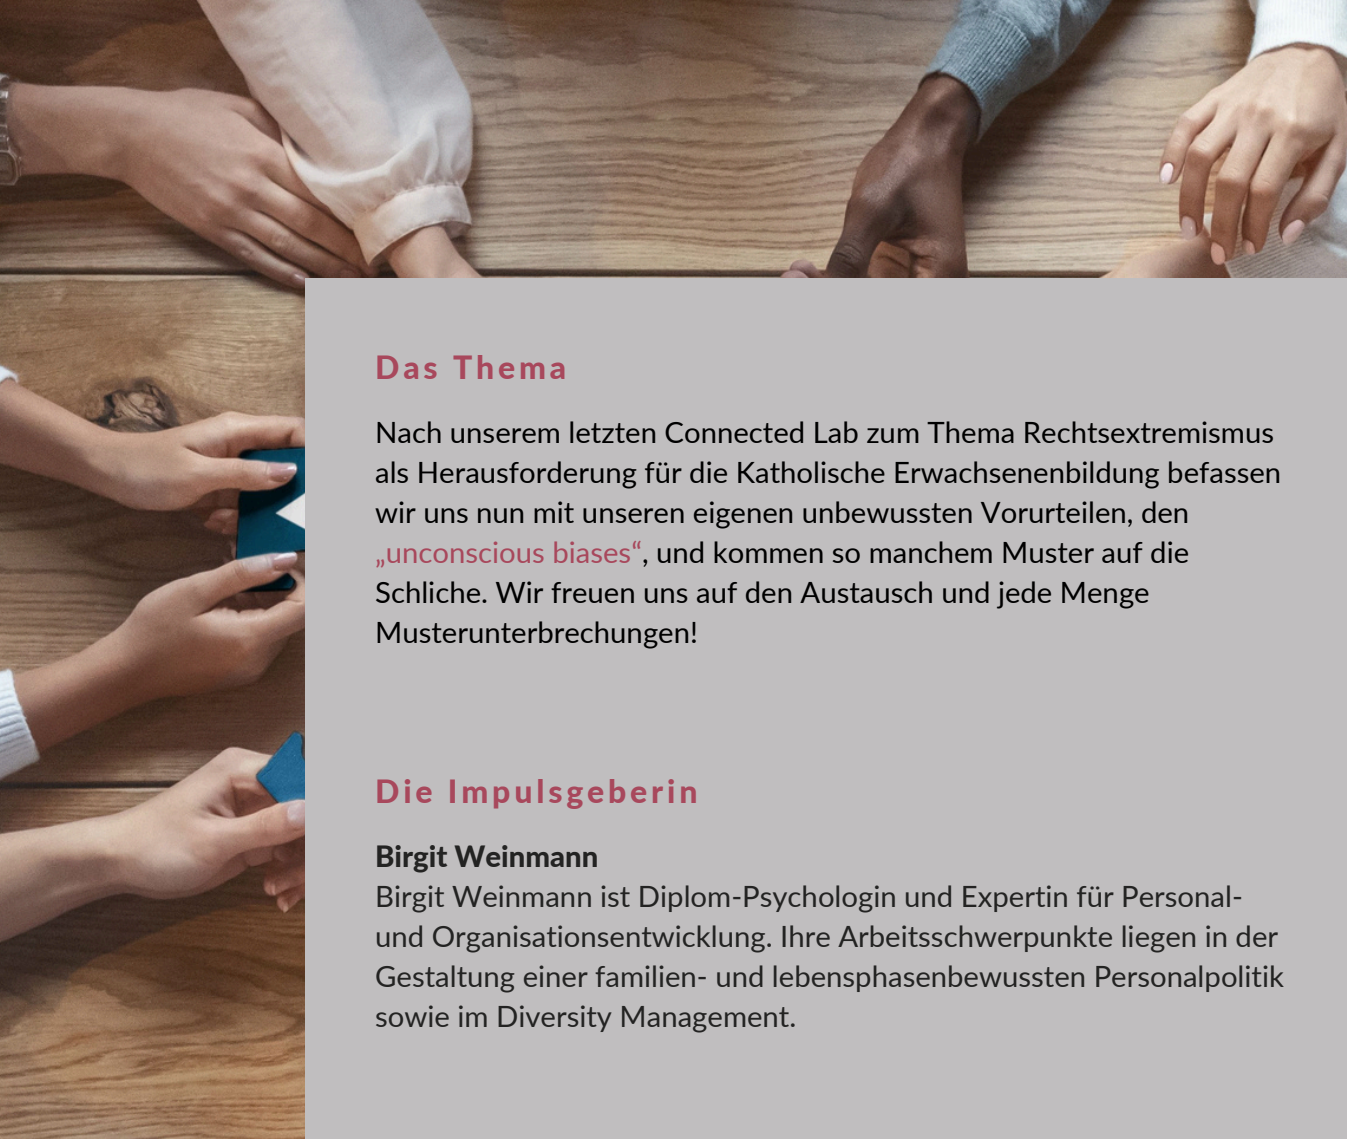 Das Thema
Nach unserem letzten Connected Lab zum Thema Rechtsextremismus
als Herausforderung für die Katholische Erwachsenenbildung befassen
wir uns nun mit unseren eigenen unbewussten Vorurteilen, den
„unconscious biases“, und kommen so manchem Muster auf die
Schliche. Wir freuen uns auf den Austausch und jede Menge
Musterunterbrechungen!
Die Impulsgeberin
Birgit Weinmann
Birgit Weinmann ist Diplom-Psychologin und Expertin für Personal-
und Organisationsentwicklung. Ihre Arbeitsschwerpunkte liegen in der
Gestaltung einer familien- und lebensphasenbewussten Personalpolitik
sowie im Diversity Management.